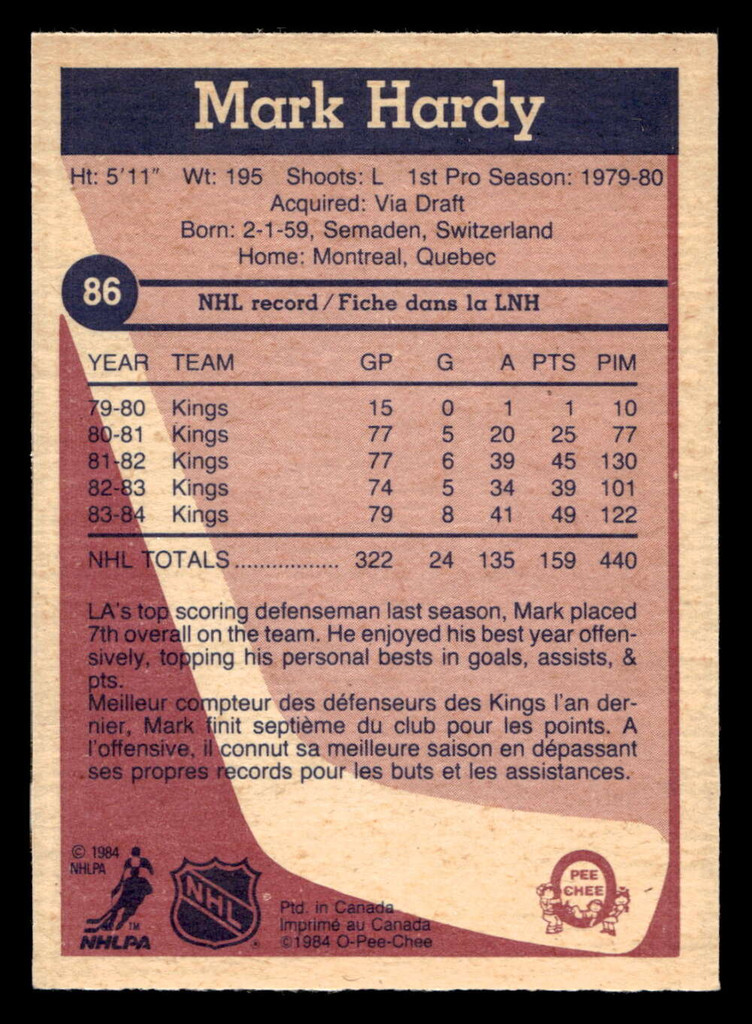 Mark Hardy
Ht: 5'11" Wt: 195 Shoots: L 1st Pro Season: 1979-80
Acquired: Via Draft
Born: 2-1-59, Semaden, Switzerland
Home: Montreal, Quebec
86
NHL record/Fiche dans la LNH
YEAR TEAM GP G A PTS PIM
79-80 Kings 15 0 1 1 10
80-81 Kings 77 5 20 25 77
81-82 Kings 77 6 39 45 130
82-83 Kings 74 5 34 39 101
83-84 Kings 79 8 41 49 122
NHL TOTALS................. 322 24 135 159 440
LA's top scoring defenseman last season, Mark placed
7th overall on the team. He enjoyed his best year offen-
sively, topping his personal bests in goals, assists, &
pts.
Meilleur compteur des défenseurs des Kings l'an der-
nier, Mark finit septième du club pour les points. A
l'offensive, il connut sa meilleure saison en dépassant
ses propres records pour les buts et les assistances.
© 1984
NHLPA
TM
NHLPA
NHL
Ptd. in Canada
Imprimé au Canada
©1984 O-Pee-Chee
PEE
CHEE